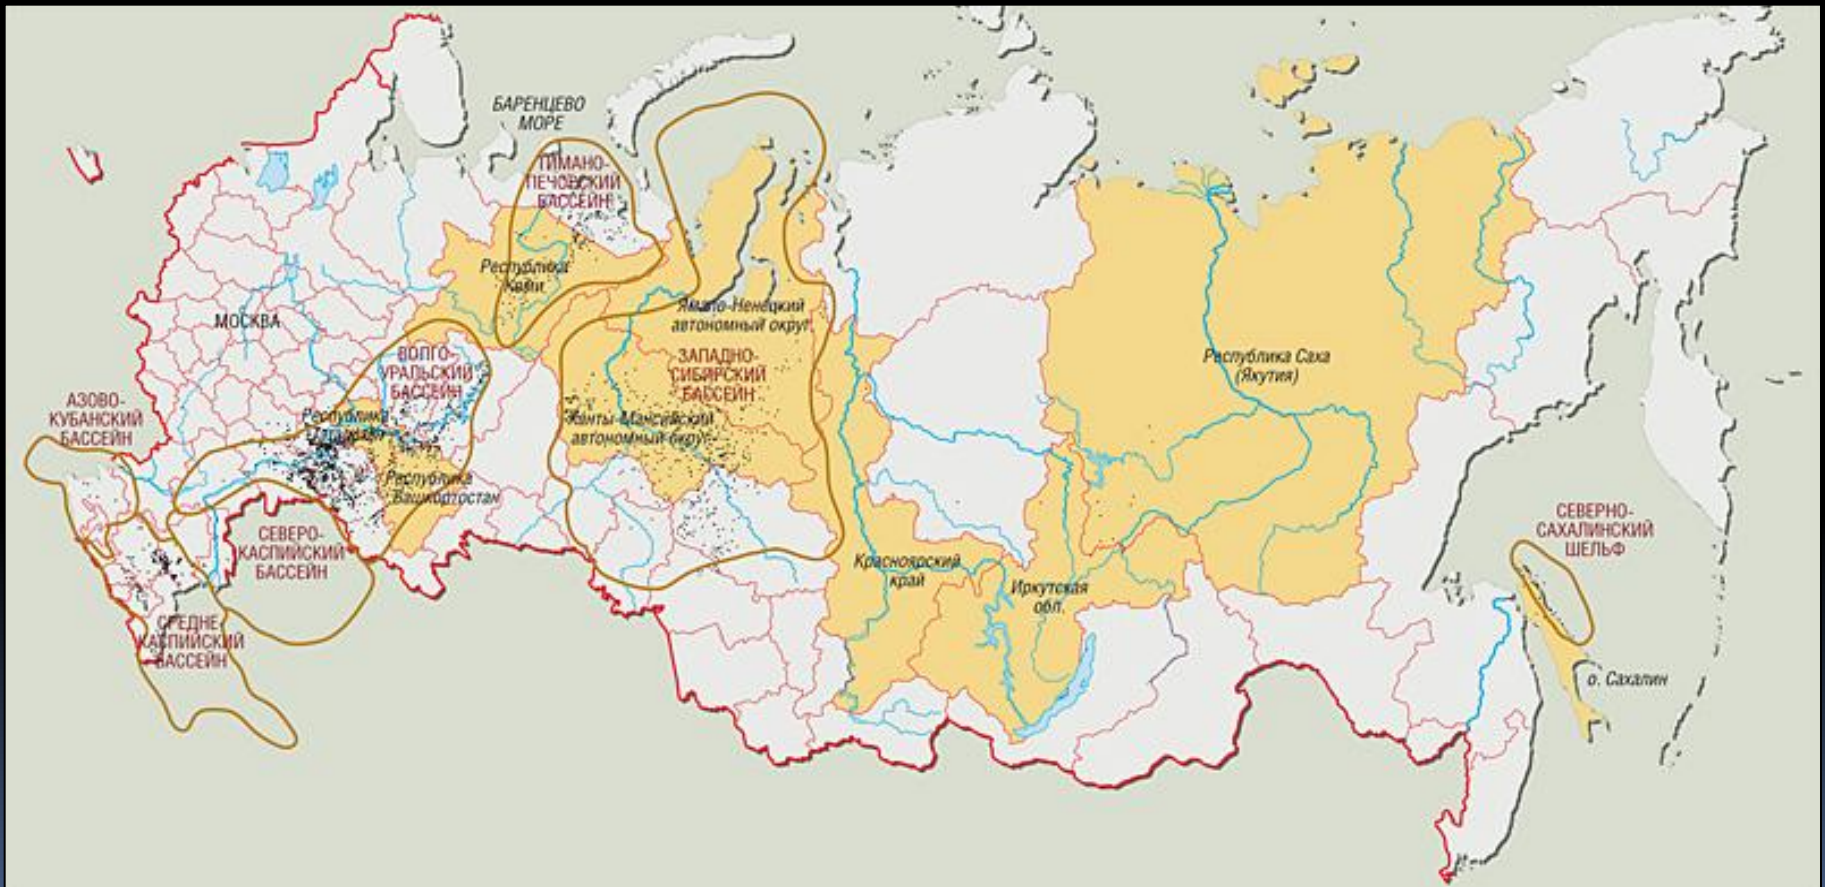 БАРЕНЦЕВО
МОРЕ
ТИМАНО-
ПЕЧОРСКИЙ
БАССЕЙН
Республика
Коми
Ямало-Ненецкий
автономный округ
МОСКВА
ВОЛГО-
УРАЛЬСКИЙ
БАССЕЙН
ЗАПАДНО-
СИБИРСКИЙ
БАССЕЙН
Республика Саха
(Якутия)
АЗОВО-
КУБАНСКИЙ
БАССЕЙН
Республика
Ханты-Мансийский
автономный округ
Республика
Башкортостан
СЕВЕРО-
КАСПИЙСКИЙ
БАССЕЙН
СЕВЕРНО-
САХАЛИНСКИЙ
ШЕЛЬФ
Красноярский
край
Иркутская
обл.
СРЕДНЕ-
КАСПИЙСКИЙ
БАССЕЙН
о. Сахалин